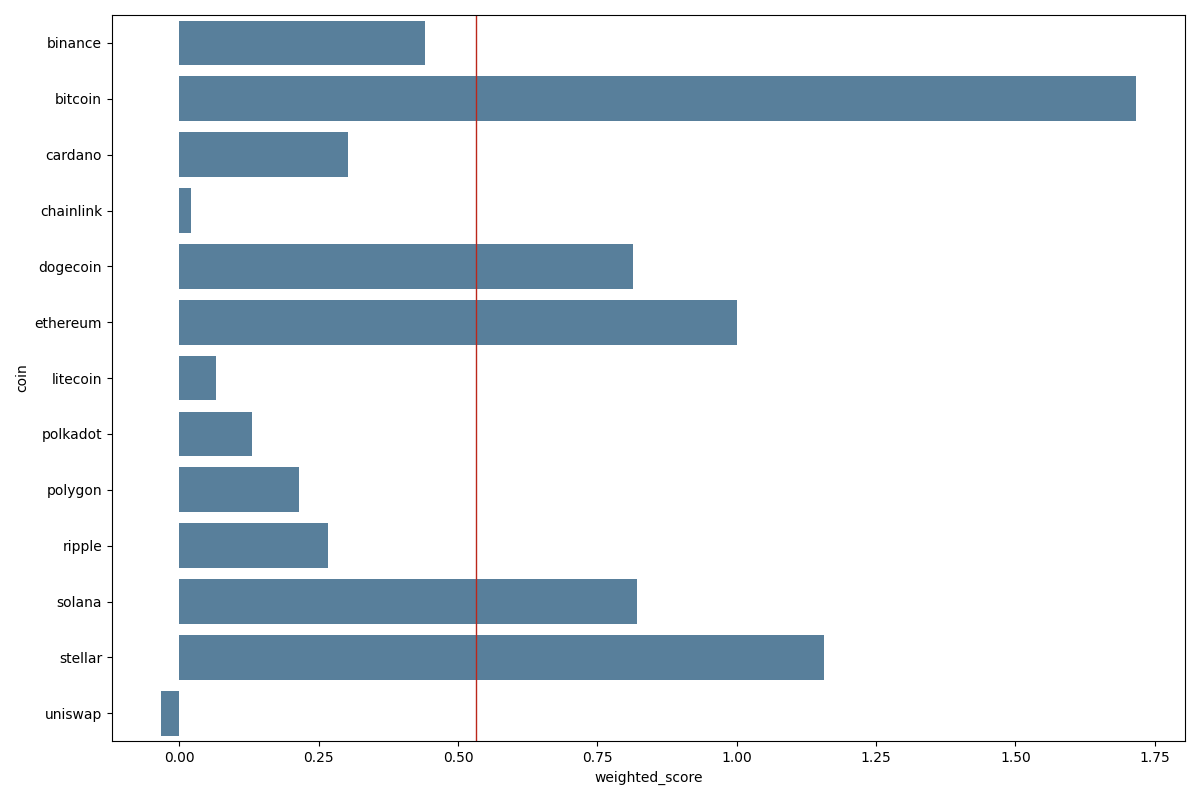 binance
bitcoin
cardano
chainlink
dogecoin
ethereum
litecoin
polkadot
polygon
ripple
solana
stellar
uniswap
coin
0.00 0.25 0.50 0.75 1.00 1.25 1.50 1.75
weighted_score